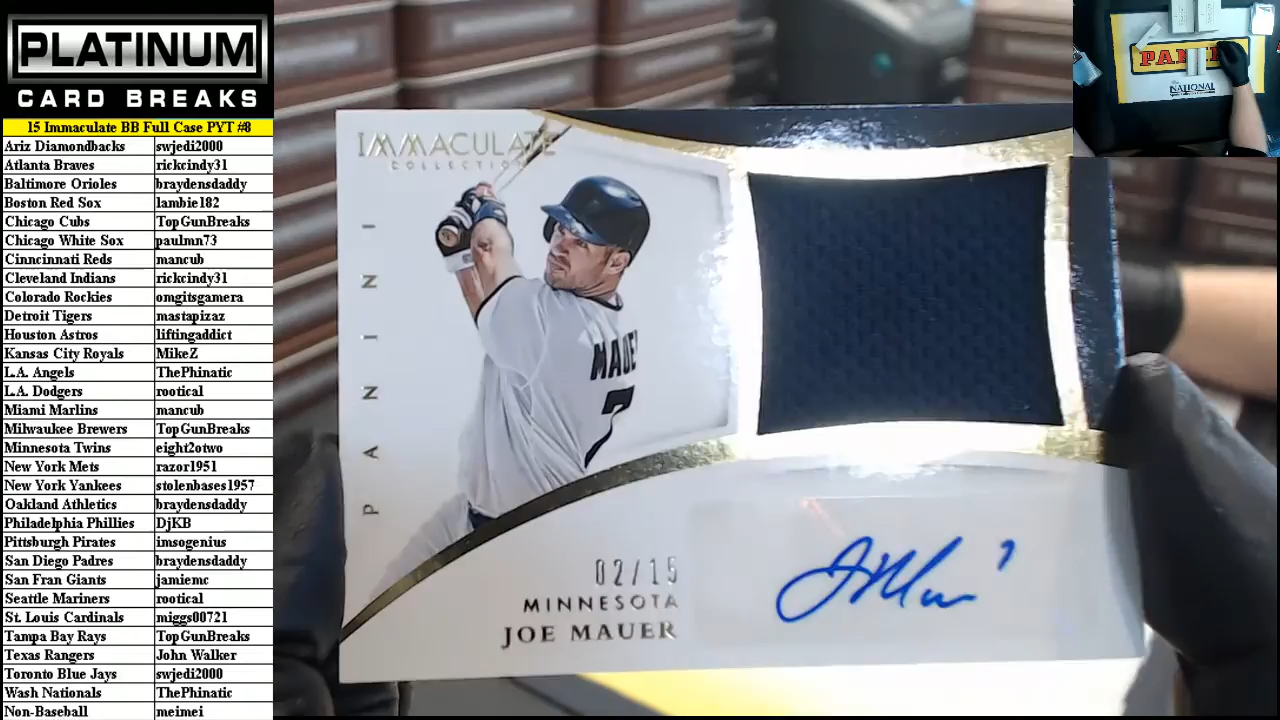 PLATINUM
CARD BREAKS
15 Immaculate BB Full Case PYT #8
Ariz Diamondbacks swjedi2000
Atlanta Braves rickcindy31
Baltimore Orioles braydensdaddy
Boston Red Sox lambie182
Chicago Cubs TopGunBreaks
Chicago White Sox paulmn73
Cinncinnati Reds mancub
Cleveland Indians rickcindy31
Colorado Rockies omgitsgamera
Detroit Tigers mastapizaz
Houston Astros liftingaddict
Kansas City Royals MikeZ
L.A. Angels ThePhinatic
L.A. Dodgers rootical
Miami Marlins mancub
Milwaukee Brewers TopGunBreaks
Minnesota Twins eight2otwo
New York Mets razor1951
New York Yankees stolenbases1957
Oakland Athletics braydensdaddy
Philadelphia Phillies DjKB
Pittsburgh Pirates imsogenius
San Diego Padres braydensdaddy
San Fran Giants jamiemc
Seattle Mariners rootical
St. Louis Cardinals miggs00721
Tampa Bay Rays TopGunBreaks
Texas Rangers John Walker
Toronto Blue Jays swjedi2000
Wash Nationals ThePhinatic
Non-Baseball meimei
IMMACULATE
COLLECTION
PANINI
MAUER
7
02/15
MINNESOTA
JOE MAUER
7
NATIONAL